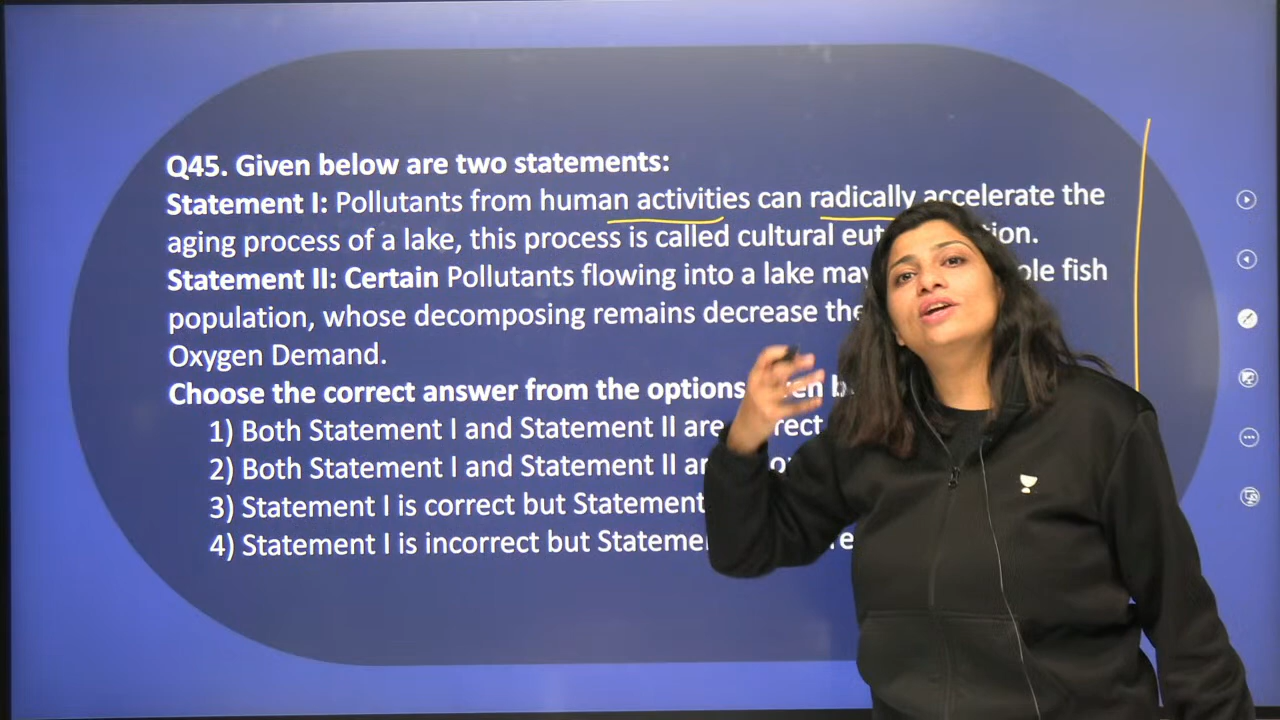 Q45. Given below are two statements:
Statement I: Pollutants from human activities can radically accelerate the
aging process of a lake, this process is called cultural
Statement II: Certain Pollutants flowing into a lake may fish
population, whose decomposing remains decrease the
Oxygen Demand.
Choose the correct answer from the options
1) Both Statement I and Statement II are
2) Both Statement I and Statement II
3) Statement I is correct but Statement
4) Statement I is incorrect but